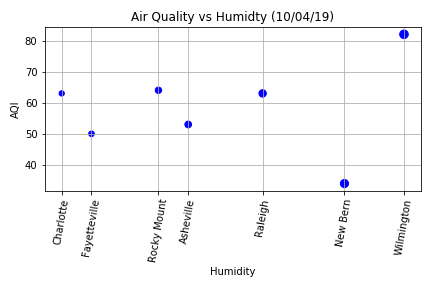 Air Quality vs Humidty (10/04/19)
80
70
60
50
40
AQI
Charlotte
Fayetteville
Rocky Mount
Asheville
Raleigh
New Bern
Wilmington
Humidity